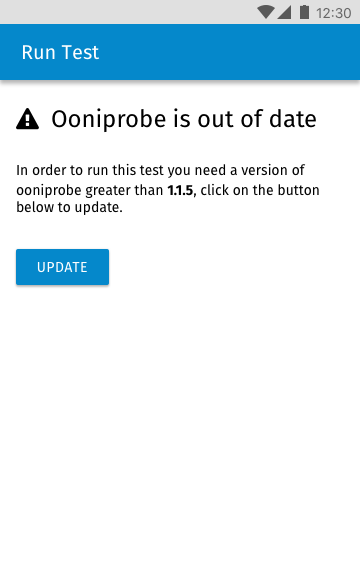 12:30
Run Test
Ooniprobe is out of date
In order to run this test you need a version of
ooniprobe greater than 1.1.5, click on the button
below to update.
UPDATE